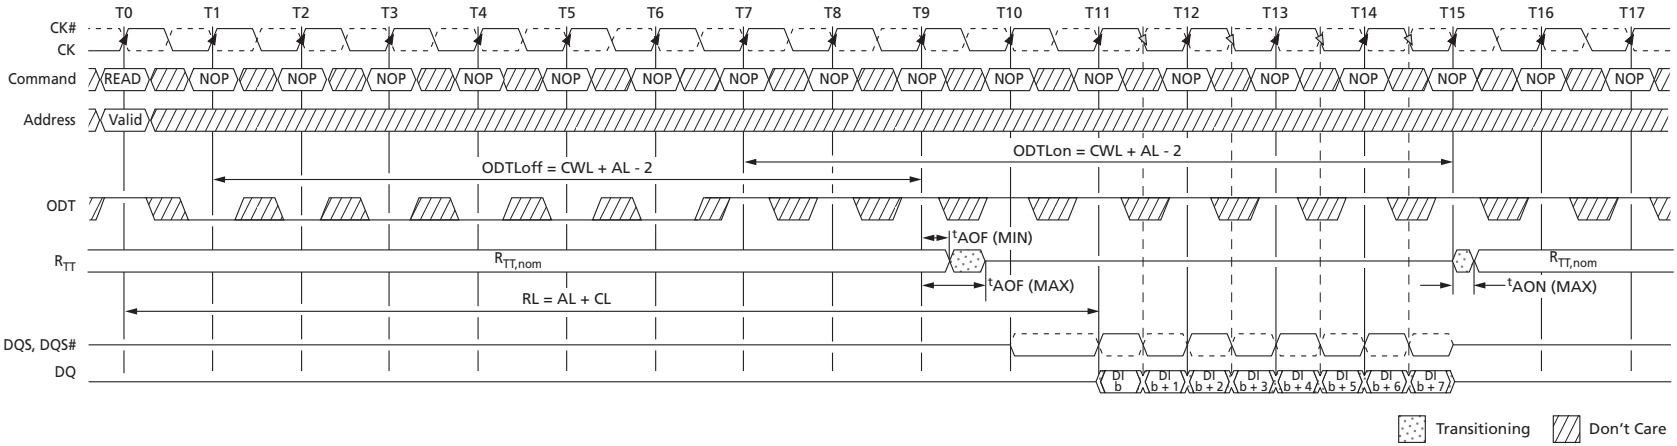 T0 T1 T2 T3 T4 T5 T6 T7 T8 T9 T10 T11 T12 T13 T14 T15 T16 T17
CK#
CK
Command READ NOP NOP NOP NOP NOP NOP NOP NOP NOP NOP NOP NOP NOP NOP NOP NOP NOP
Address Valid
ODTLon = CWL + AL - 2
ODTLoff = CWL + AL - 2
ODT
tAOF (MIN)
RTT RTT,nom RTT,nom
tAOF (MAX) tAON (MAX)
RL = AL + CL
DQS, DQS#
DQ
DI b DI b + 1 DI b + 2 DI b + 3 DI b + 4 DI b + 5 DI b + 6 DI b + 7
Transitioning Don't Care